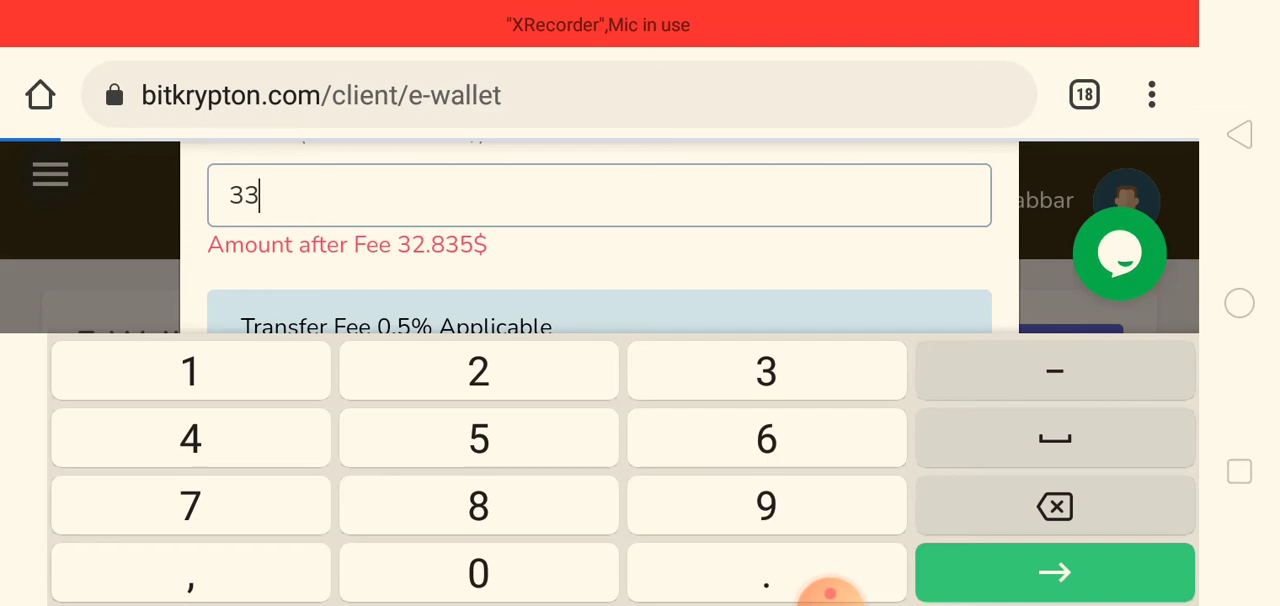 "XRecorder",Mic in use
bitkrypton.com/client/e-wallet
18
33
abbar
Amount after Fee 32.835$
Transfer Fee 0.5% Applicable
1 2 3 –
4 5 6
7 8 9
, 0 .